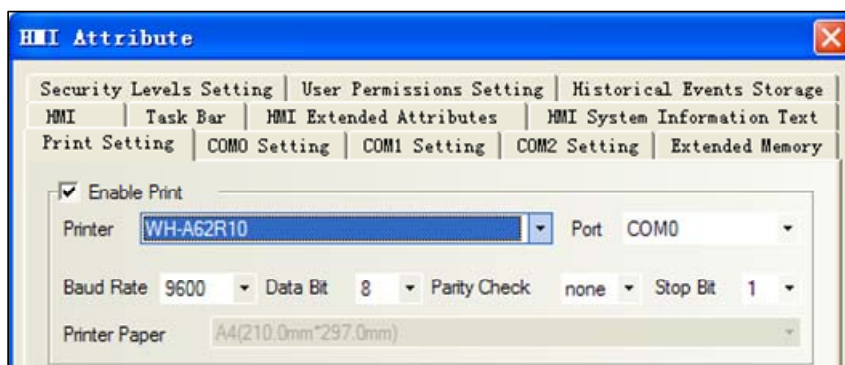 HMI Attribute
Security Levels Setting User Permissions Setting Historical Events Storage
HMI Task Bar HMI Extended Attributes HMI System Information Text
Print Setting COM0 Setting COM1 Setting COM2 Setting Extended Memory
Enable Print
Printer WH-A62R10 Port COM0
Baud Rate 9600 Data Bit 8 Parity Check none Stop Bit 1
Printer Paper A4(210.0mm*297.0mm)